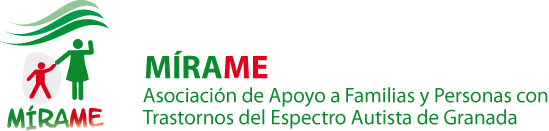 MÍRAME
MÍRAME
Asociación de Apoyo a Familias y Personas con
Trastornos del Espectro Autista de Granada